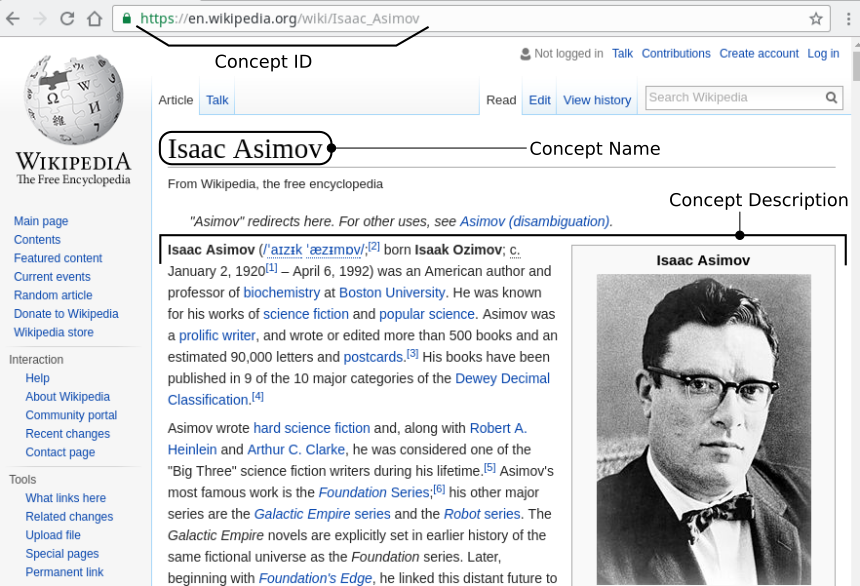 https://en.wikipedia.org/wiki/Isaac_Asimov
Concept ID
Not logged in Talk Contributions Create account Log in
Article Talk Read Edit View history Search Wikipedia
WIKIPEDIA
The Free Encyclopedia
Isaac Asimov
Concept Name
From Wikipedia, the free encyclopedia
Concept Description
"Asimov" redirects here. For other uses, see Asimov (disambiguation).
Isaac Asimov (/ˈaɪzɪk ˈæzɪmɒv/;[2] born Isaak Ozimov; c.
January 2, 1920[1] – April 6, 1992) was an American author and
professor of biochemistry at Boston University. He was known
for his works of science fiction and popular science. Asimov was
a prolific writer, and wrote or edited more than 500 books and an
estimated 90,000 letters and postcards.[3] His books have been
published in 9 of the 10 major categories of the Dewey Decimal
Classification.[4]
Asimov wrote hard science fiction and, along with Robert A.
Heinlein and Arthur C. Clarke, he was considered one of the
"Big Three" science fiction writers during his lifetime.[5] Asimov's
most famous work is the Foundation Series;[6] his other major
series are the Galactic Empire series and the Robot series. The
Galactic Empire novels are explicitly set in earlier history of the
same fictional universe as the Foundation series. Later,
beginning with Foundation's Edge, he linked this distant future to
Isaac Asimov
Main page
Contents
Featured content
Current events
Random article
Donate to Wikipedia
Wikipedia store
Interaction
Help
About Wikipedia
Community portal
Recent changes
Contact page
Tools
What links here
Related changes
Upload file
Special pages
Permanent link